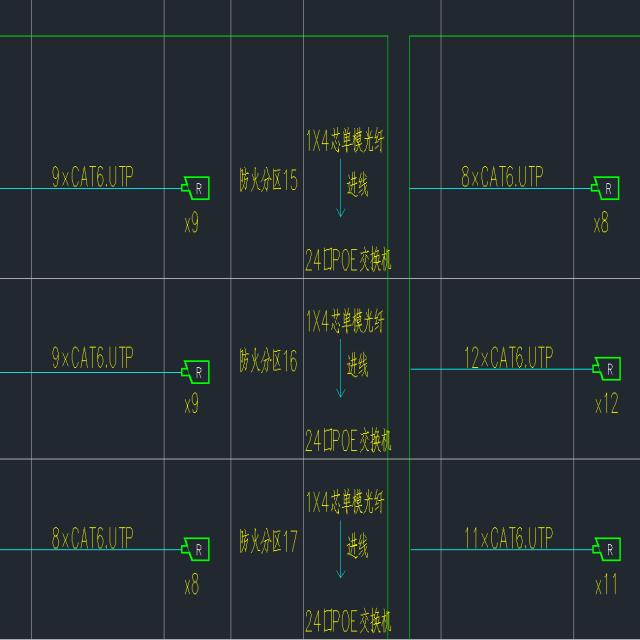 1X4芯单模光纤
9xCAT6.UTP
R
防火分区15
进线
8xCAT6.UTP
R
x9
x8
24口POE交换机
1X4芯单模光纤
9xCAT6.UTP
R
防火分区16
进线
12xCAT6.UTP
R
x9
x12
24口POE交换机
1X4芯单模光纤
8xCAT6.UTP
R
防火分区17
进线
11xCAT6.UTP
R
x8
x11
24口POE交换机